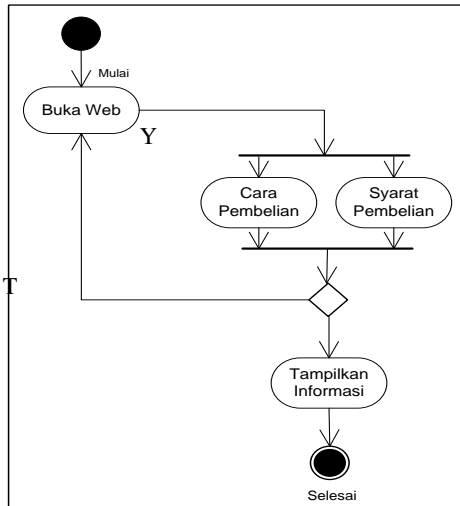 Mulai
Buka Web
Y
Cara
Pembelian
Syarat
Pembelian
T
Tampilkan
Informasi
Selesai